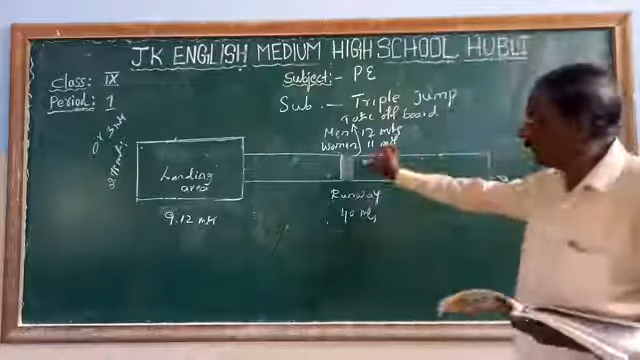 JK ENGLISH MEDIUM HIGH SCHOOL HUBLI
Class: IX
Subject:- PE
Period: 1
Sub :- Triple jump
Take off board
Men 12 mts
Women 11 mts
Landing
area
Runway
40 mts
9.12 mtr